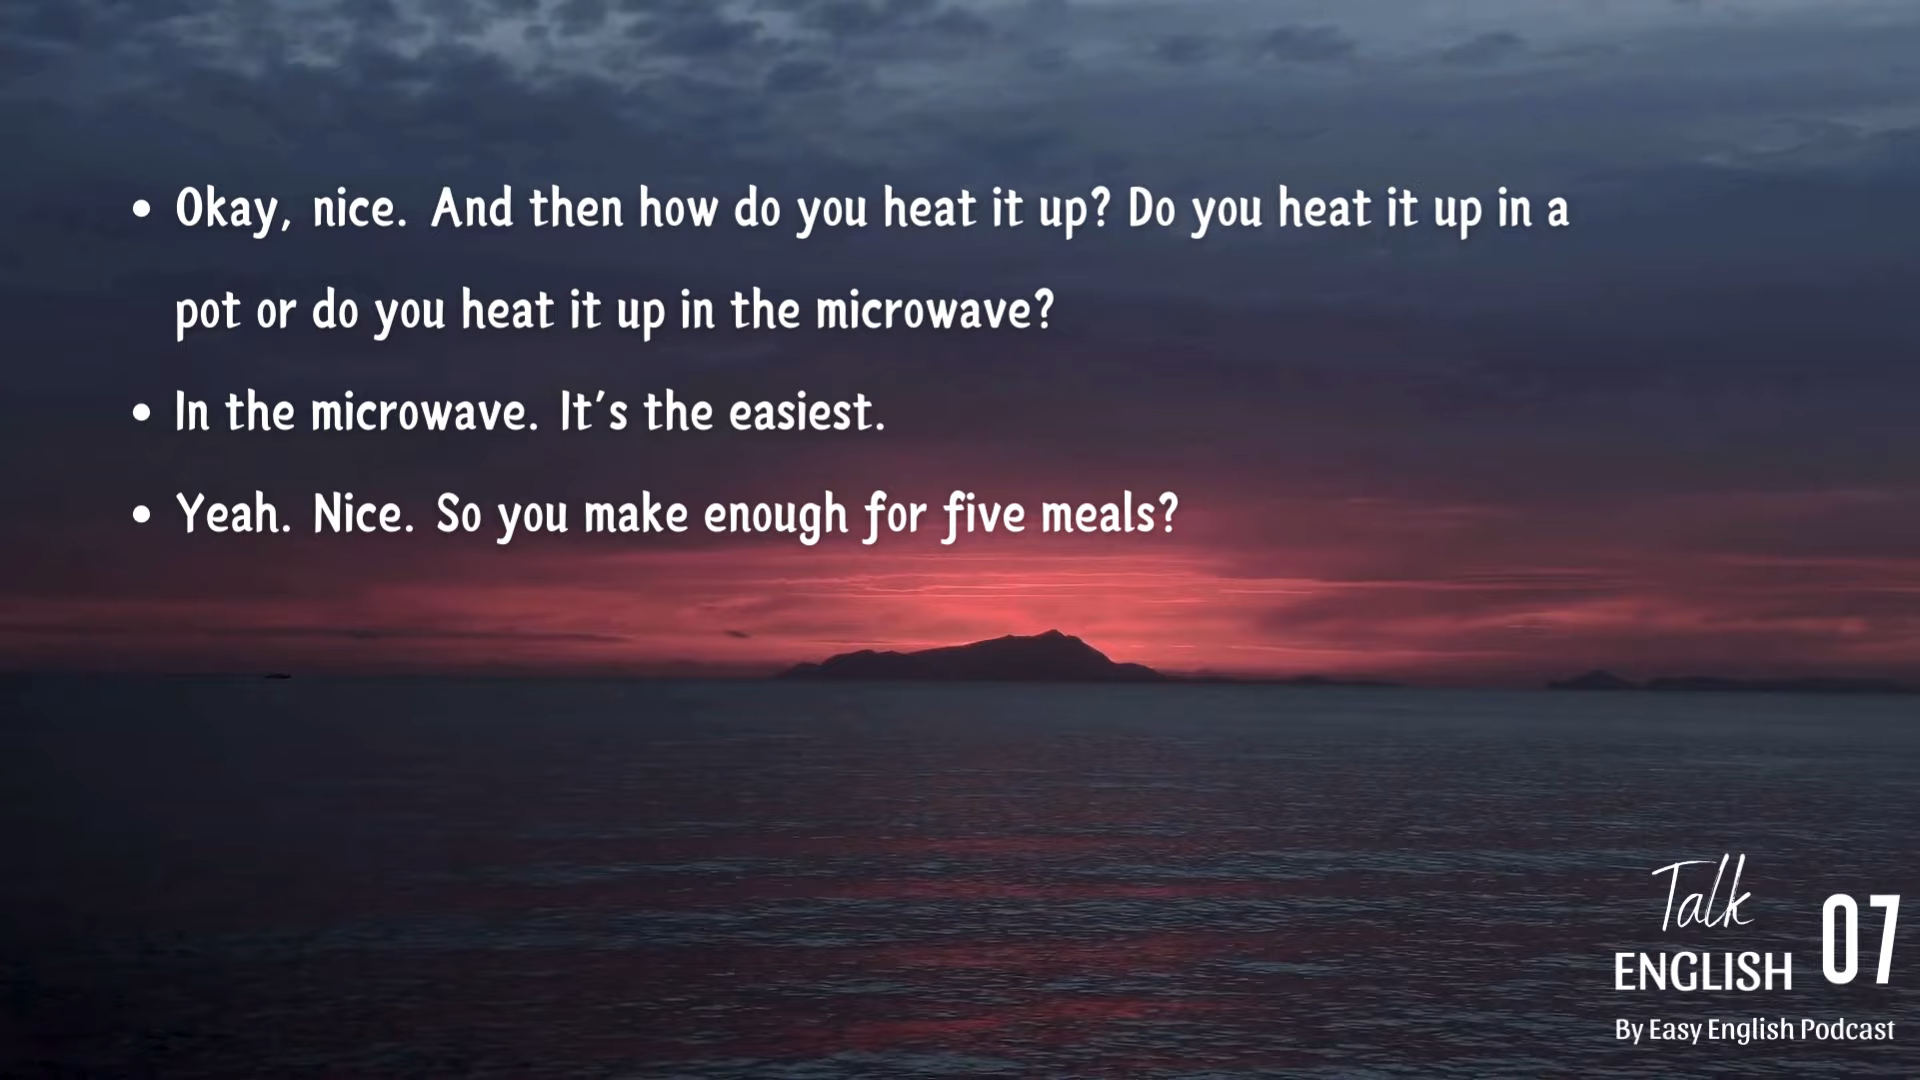 • Okay, nice. And then how do you heat it up? Do you heat it up in a
pot or do you heat it up in the microwave?
• In the microwave. It's the easiest.
• Yeah. Nice. So you make enough for five meals?
Talk
ENGLISH 07
By Easy English Podcast